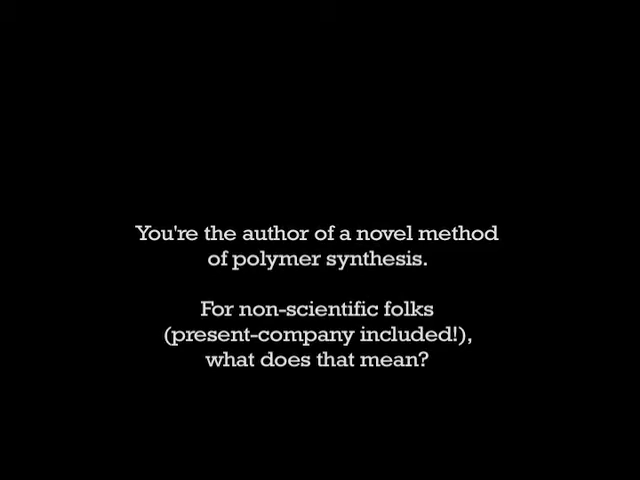 You're the author of a novel method
of polymer synthesis.
For non-scientific folks
(present-company included!),
what does that mean?